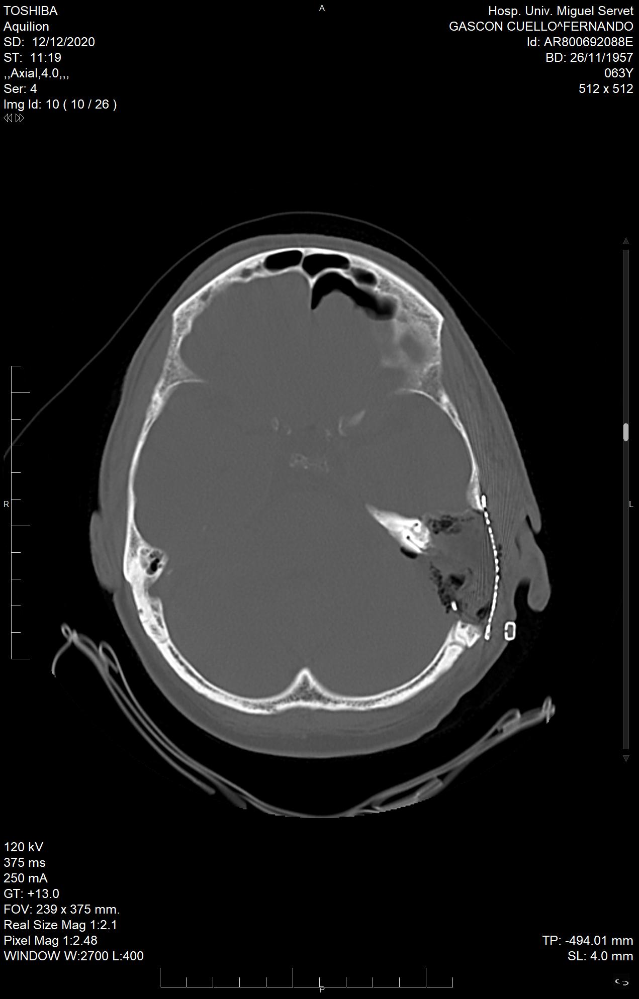 TOSHIBA
Aquilion
SD: 12/12/2020
ST: 11:19
,,Axial,4.0,,,
Ser: 4
Img Id: 10 ( 10 / 26 )
A
Hosp. Univ. Miguel Servet
GASCON CUELLO^FERNANDO
Id: AR800692088E
BD: 26/11/1957
063Y
512 x 512
R
L
120 kV
375 ms
250 mA
GT: +13.0
FOV: 239 x 375 mm.
Real Size Mag 1:2.1
Pixel Mag 1:2.48
WINDOW W:2700 L:400
TP: -494.01 mm
SL: 4.0 mm
P